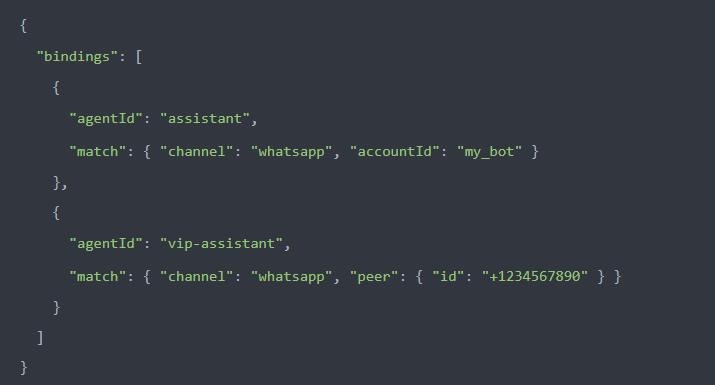 {
  "bindings": [
    {
      "agentId": "assistant",
      "match": { "channel": "whatsapp", "accountId": "my_bot" }
    },
    {
      "agentId": "vip-assistant",
      "match": { "channel": "whatsapp", "peer": { "id": "+1234567890" } }
    }
  ]
}